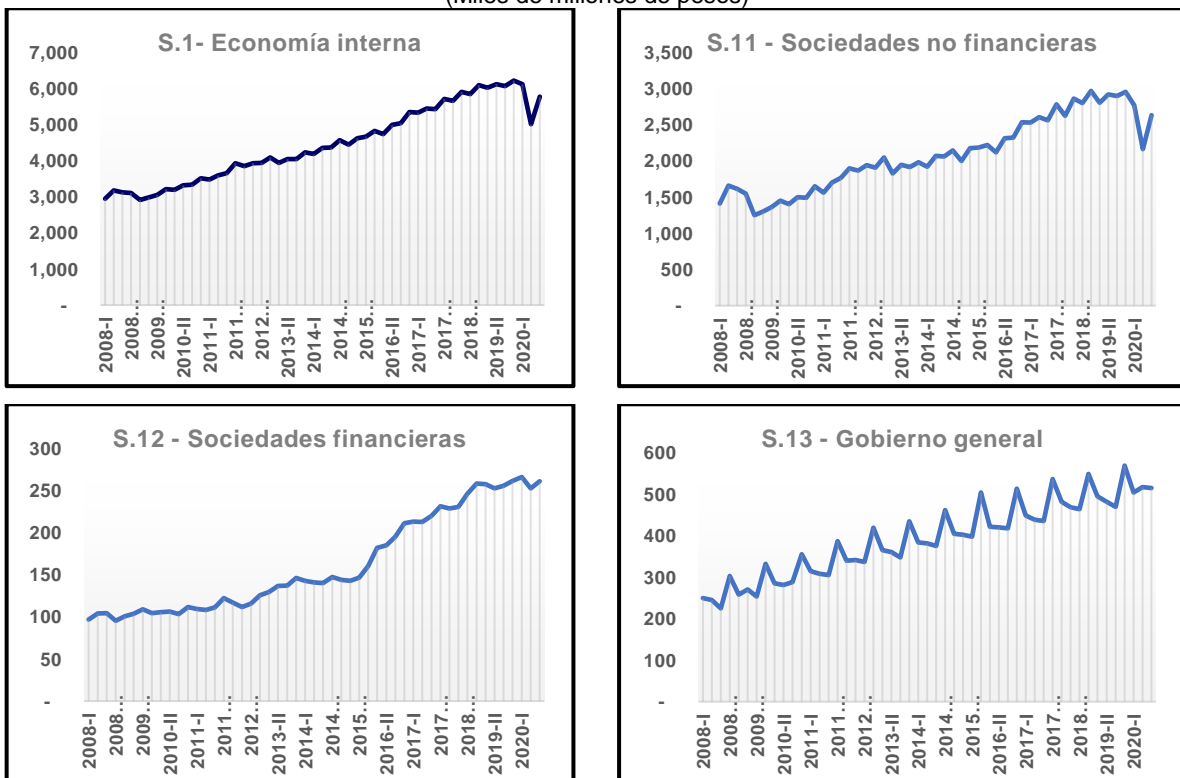 (Miles de millones de pesos)
S.1- Economía interna
7,000
6,000
5,000
4,000
3,000
2,000
1,000
-
2008-I
2008…
2009…
2010-II
2011-I
2011…
2012…
2013-II
2014-I
2014…
2015…
2016-II
2017-I
2017…
2018…
2019-II
2020-I
S.11 - Sociedades no financieras
3,500
3,000
2,500
2,000
1,500
1,000
500
-
2008-I
2008…
2009…
2010-II
2011-I
2011…
2012…
2013-II
2014-I
2014…
2015…
2016-II
2017-I
2017…
2018…
2019-II
2020-I
S.12 - Sociedades financieras
300
250
200
150
100
50
-
2008-I
2008…
2009…
2010-II
2011-I
2011…
2012…
2013-II
2014-I
2014…
2015…
2016-II
2017-I
2017…
2018…
2019-II
2020-I
S.13 - Gobierno general
600
500
400
300
200
100
-
2008-I
2008…
2009…
2010-II
2011-I
2011…
2012…
2013-II
2014-I
2014…
2015…
2016-II
2017-I
2017…
2018…
2019-II
2020-I